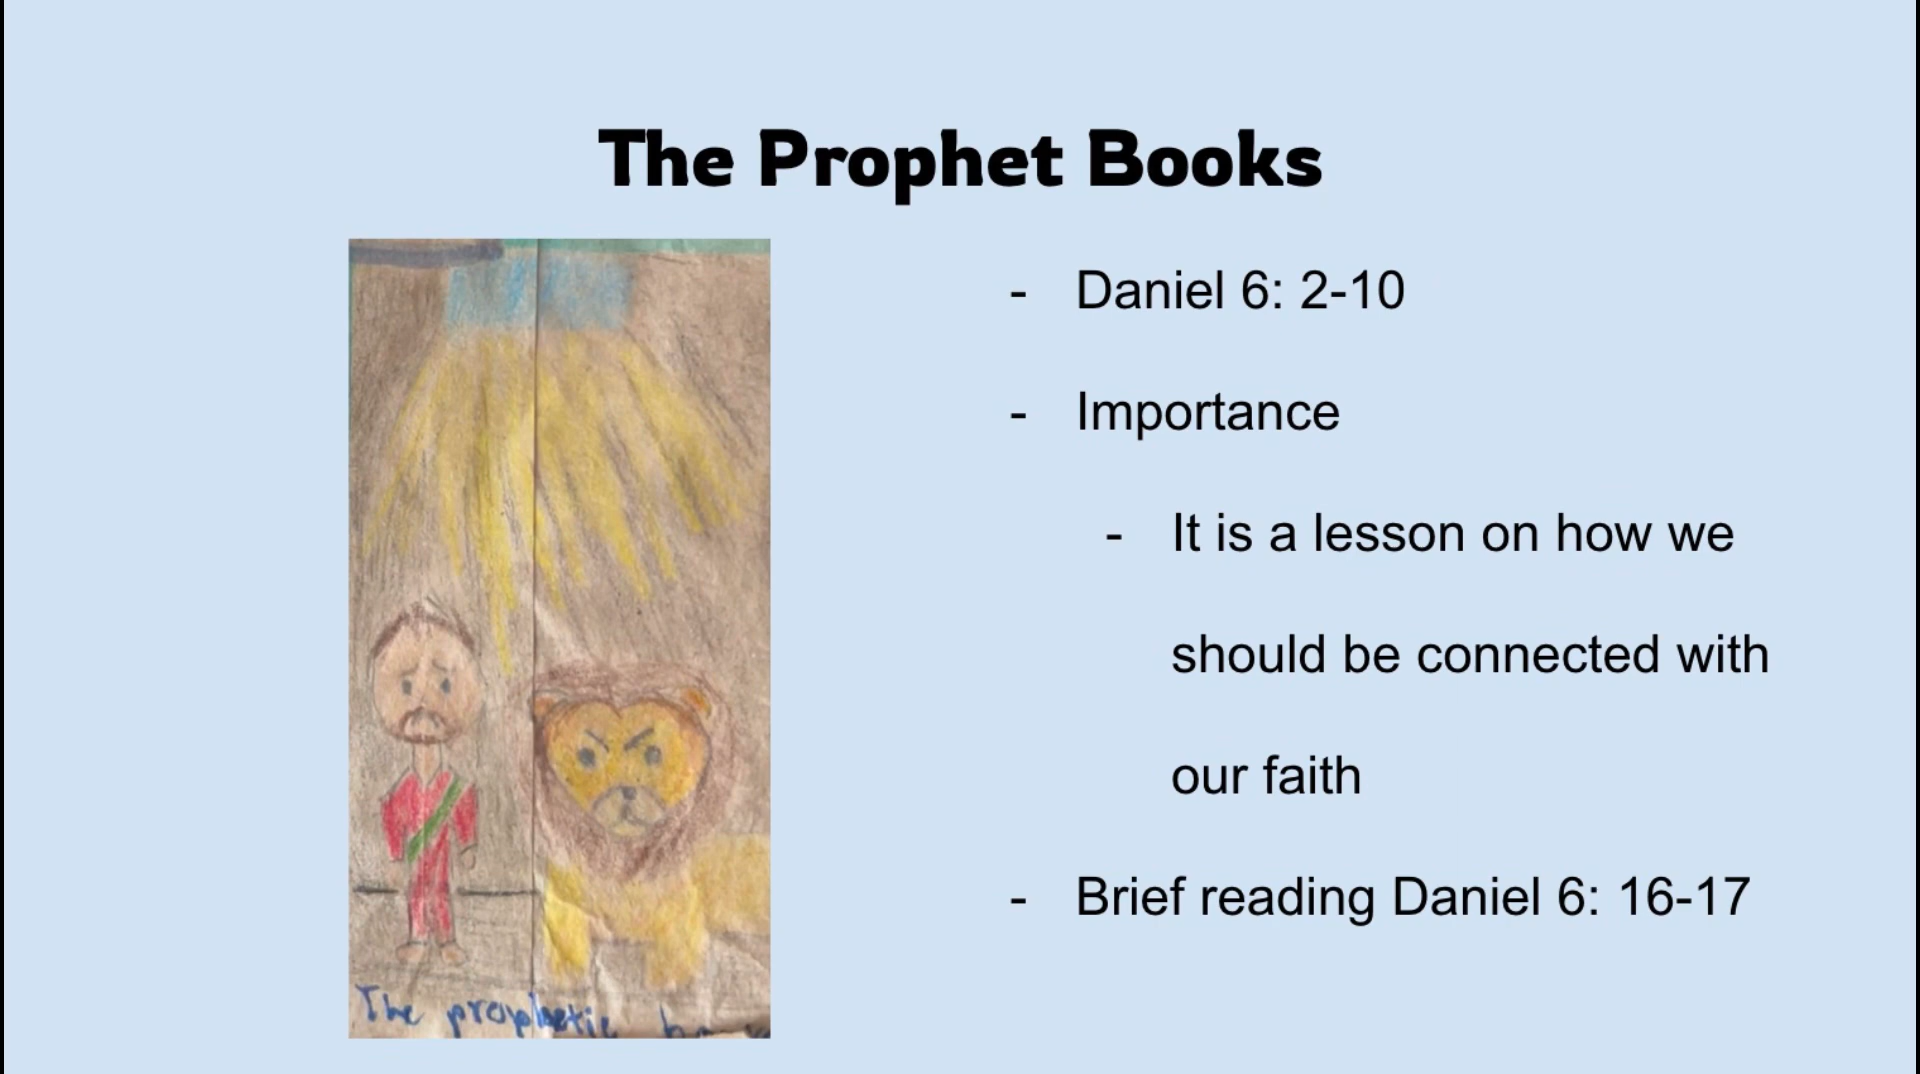 The Prophet Books
- Daniel 6: 2-10
- Importance
- It is a lesson on how we
should be connected with
our faith
- Brief reading Daniel 6: 16-17
The prophetic